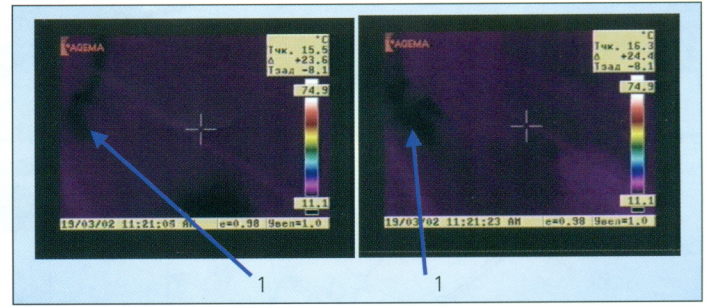 AGEMA
°C
Тчк. 15.5
Δ +23.6
Тзад -8.1
74.9
11.1
19/03/02 11:21:06 AM e=0.98 Увел=1.0
AGEMA
°C
Тчк. 16.3
Δ +24.4
Тзад -8.1
74.9
11.1
19/03/02 11:21:23 AM e=0.98 Увел=1.0
1
1